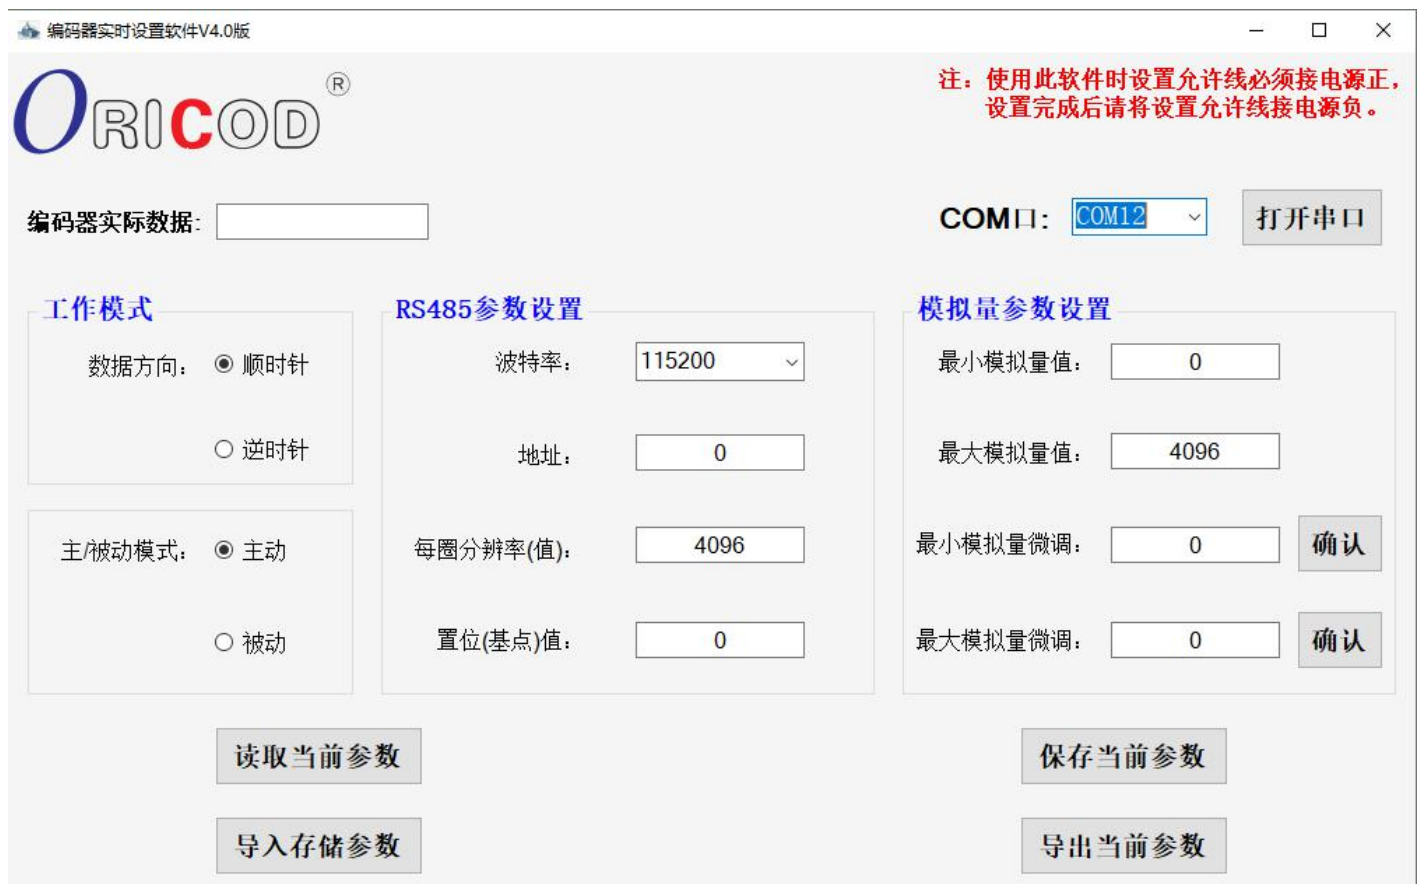 编码器实时设置软件V4.0版
ORICOD®
注：使用此软件时设置允许线必须接电源正，
设置完成后请将设置允许线接电源负。
编码器实际数据:
COM口: COM12 打开串口
工作模式
数据方向： 顺时针
逆时针
主/被动模式： 主动
被动
RS485参数设置
波特率： 115200
地址： 0
每圈分辨率(值)： 4096
置位(基点)值： 0
模拟量参数设置
最小模拟量值： 0
最大模拟量值： 4096
最小模拟量微调： 0 确认
最大模拟量微调： 0 确认
读取当前参数 保存当前参数
导入存储参数 导出当前参数